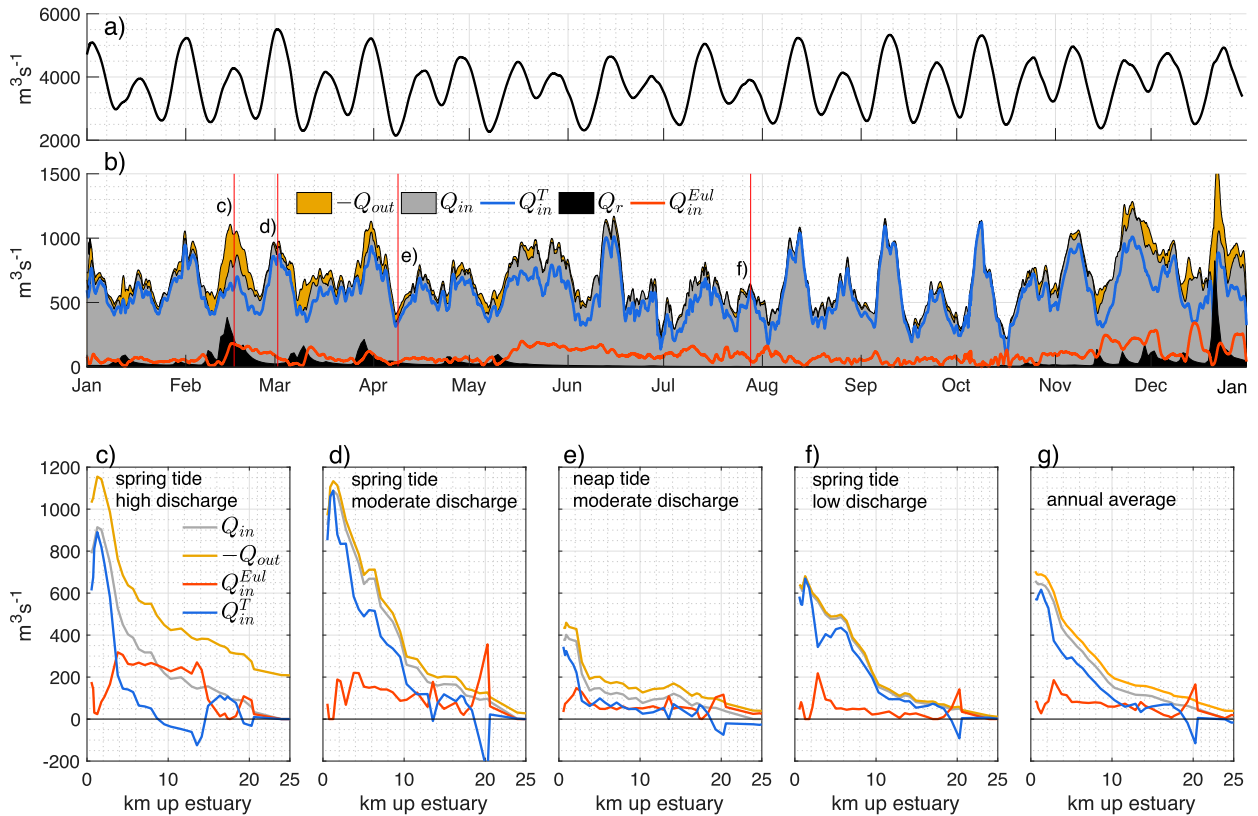 a)
6000
4000
2000
m³s⁻¹
b)
1500
1000
500
0
m³s⁻¹
c)
d)
e)
f)
−Q_out Q_in Q_in^T Q_r Q_in^Eul
Jan Feb Mar Apr May Jun Jul Aug Sep Oct Nov Dec Jan
c)
spring tide
high discharge
Q_in
−Q_out
Q_in^Eul
Q_in^T
1200
1000
800
600
400
200
0
-200
m³s⁻¹
0 10 20 25
km up estuary
d)
spring tide
moderate discharge
0 10 20 25
km up estuary
e)
neap tide
moderate discharge
0 10 20 25
km up estuary
f)
spring tide
low discharge
0 10 20 25
km up estuary
g)
annual average
0 10 20 25
km up estuary